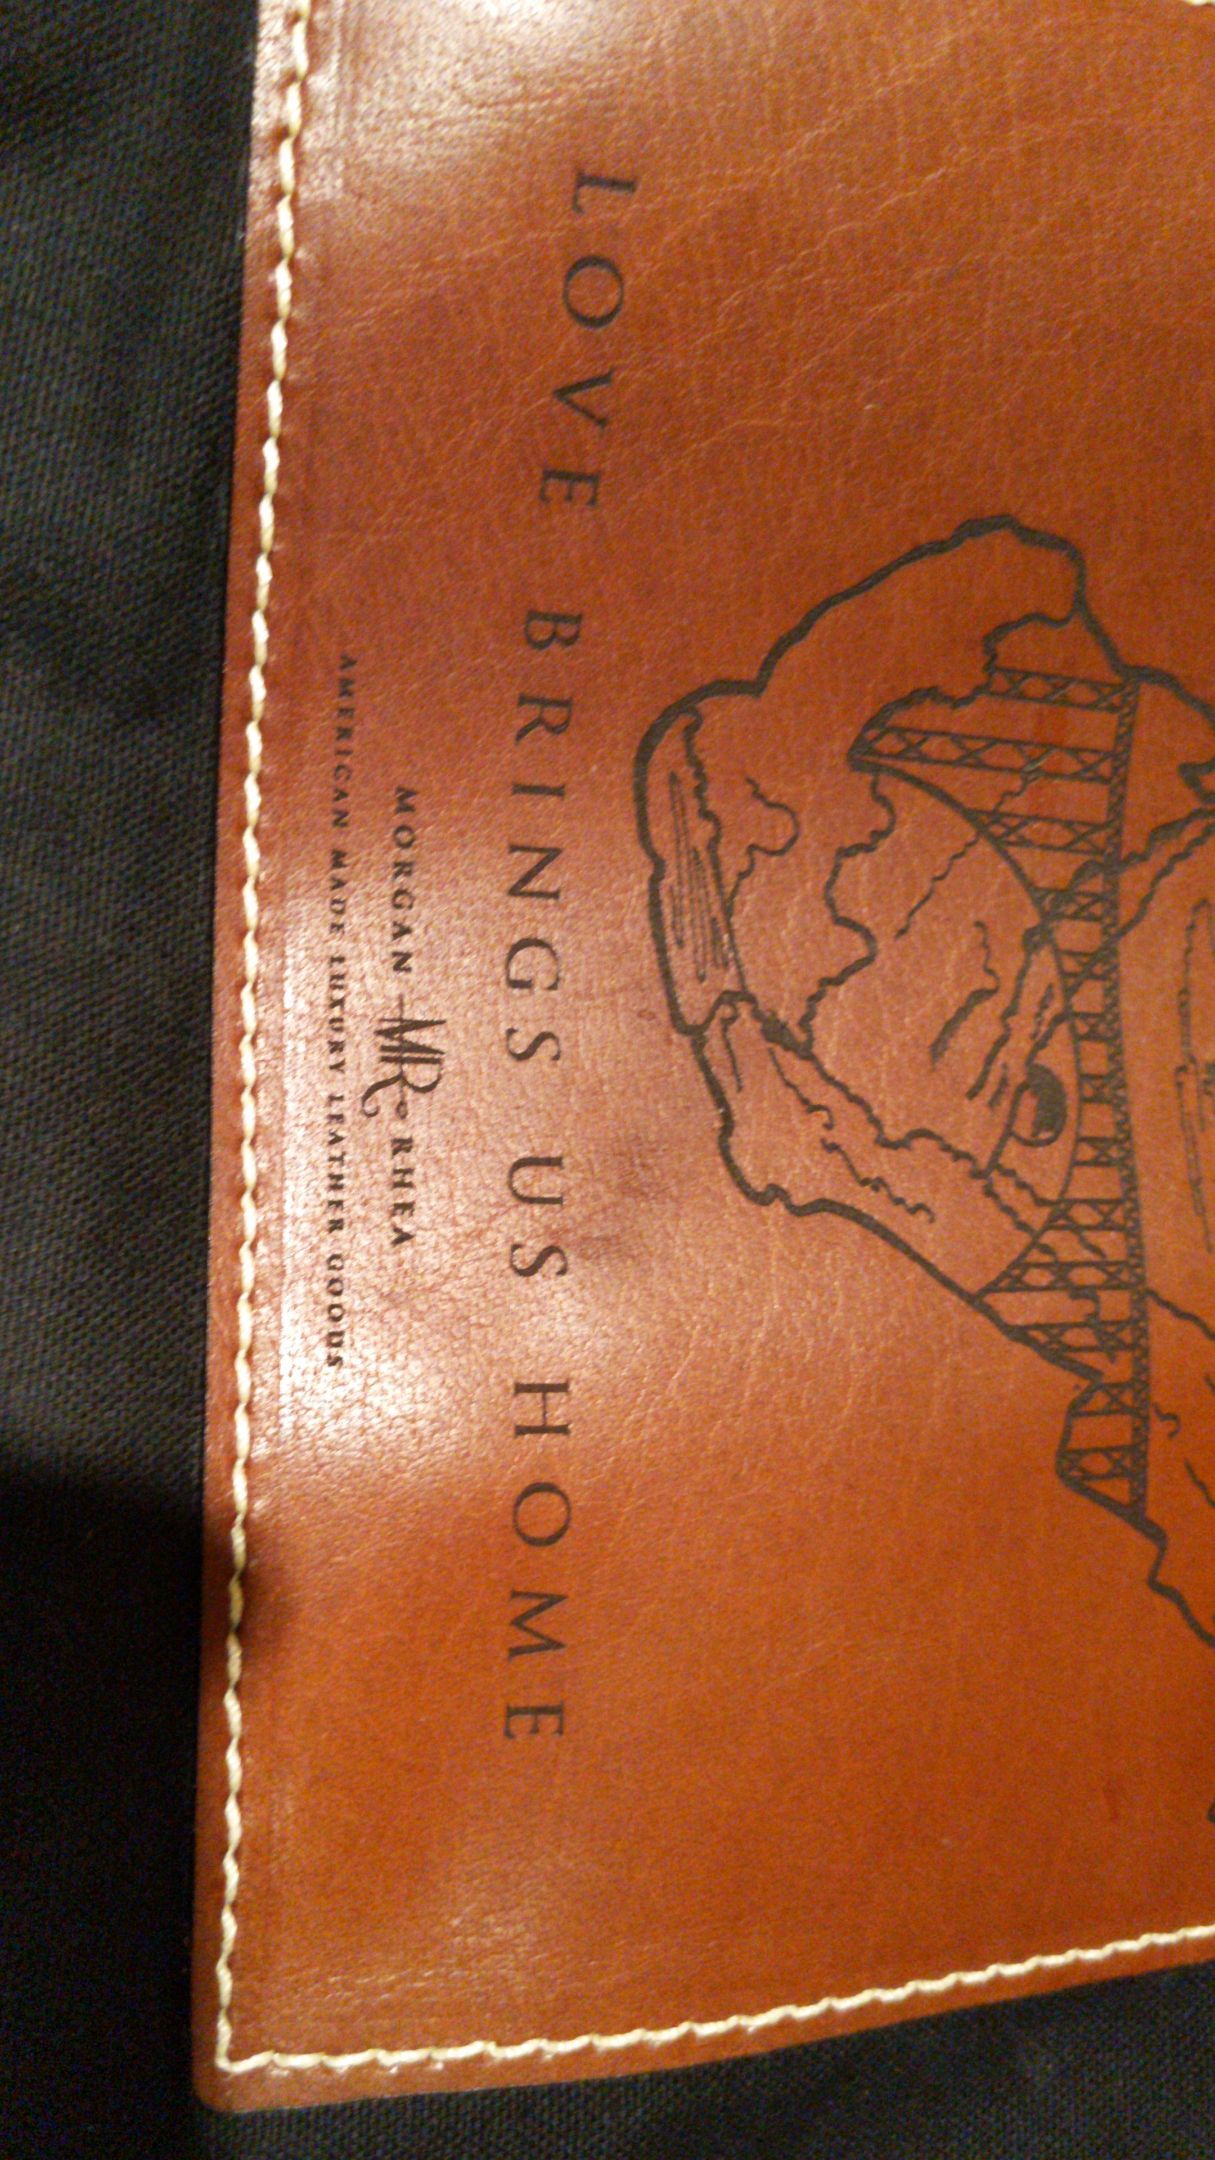 LOVE BRINGS US HOME
MORGAN MR RHEA
AMERICAN MADE LUXURY LEATHER GOODS